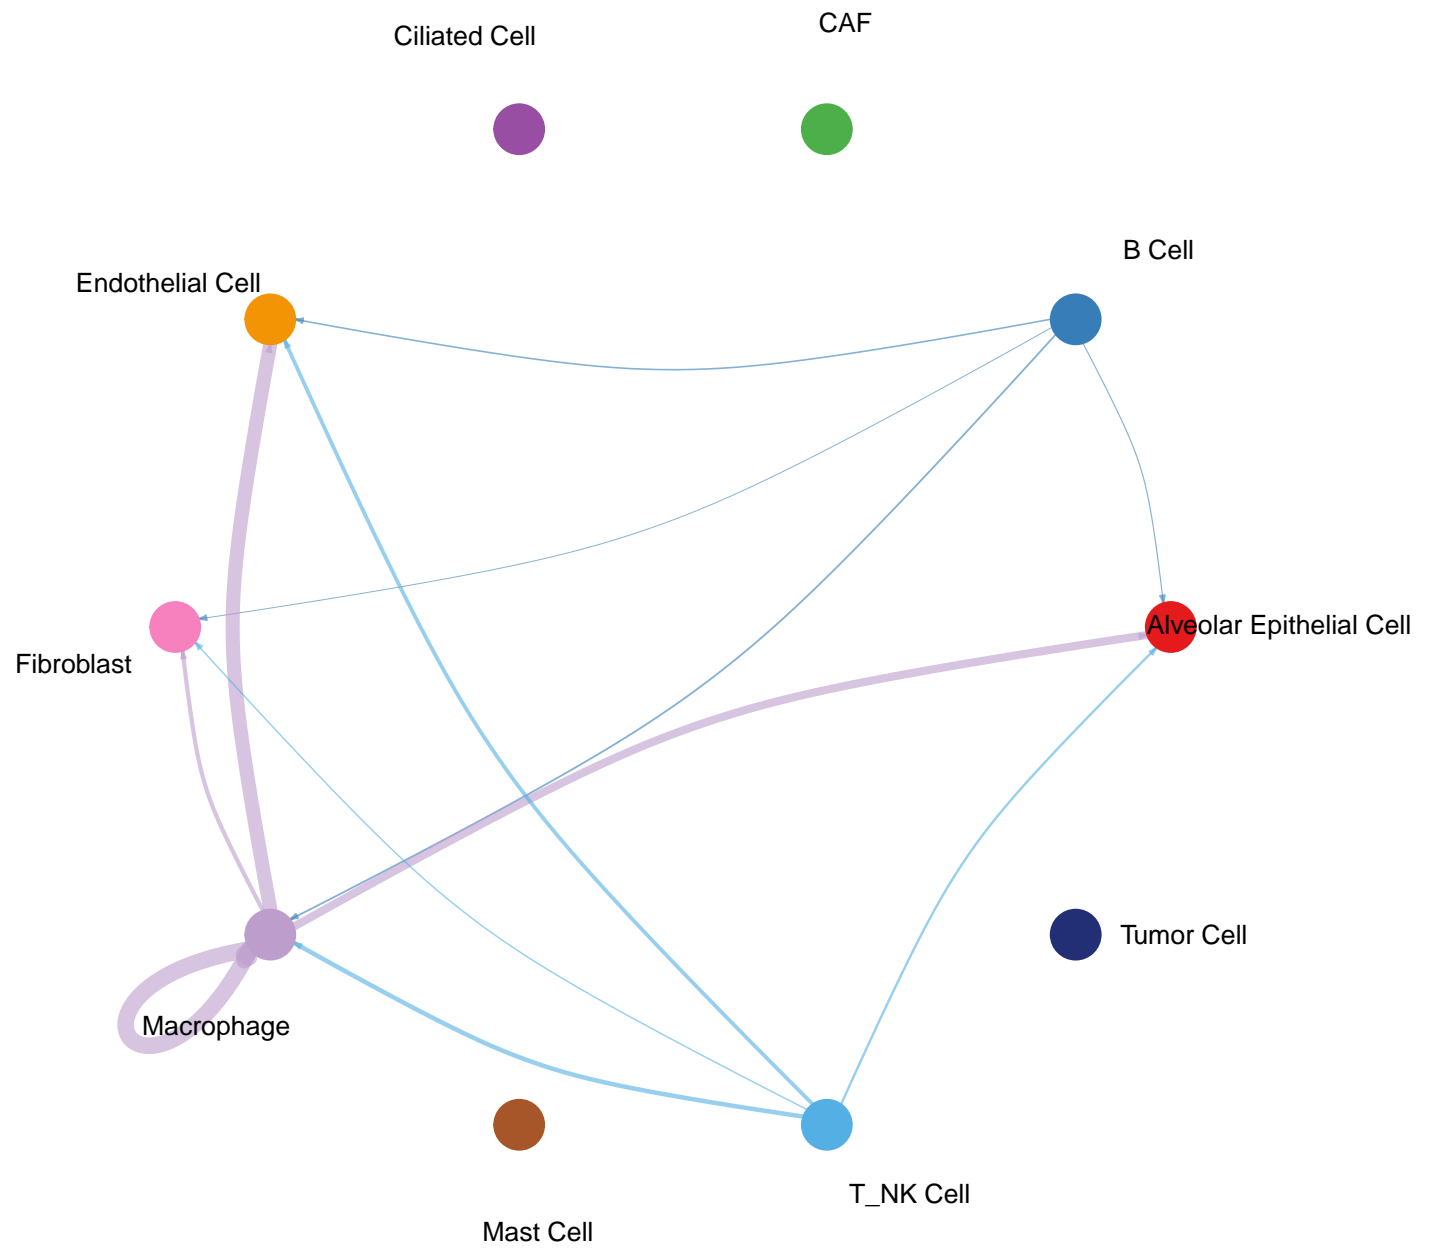 CAF
Ciliated Cell
B Cell
Endothelial Cell
Alveolar Epithelial Cell
Fibroblast
Tumor Cell
Macrophage
T_NK Cell
Mast Cell